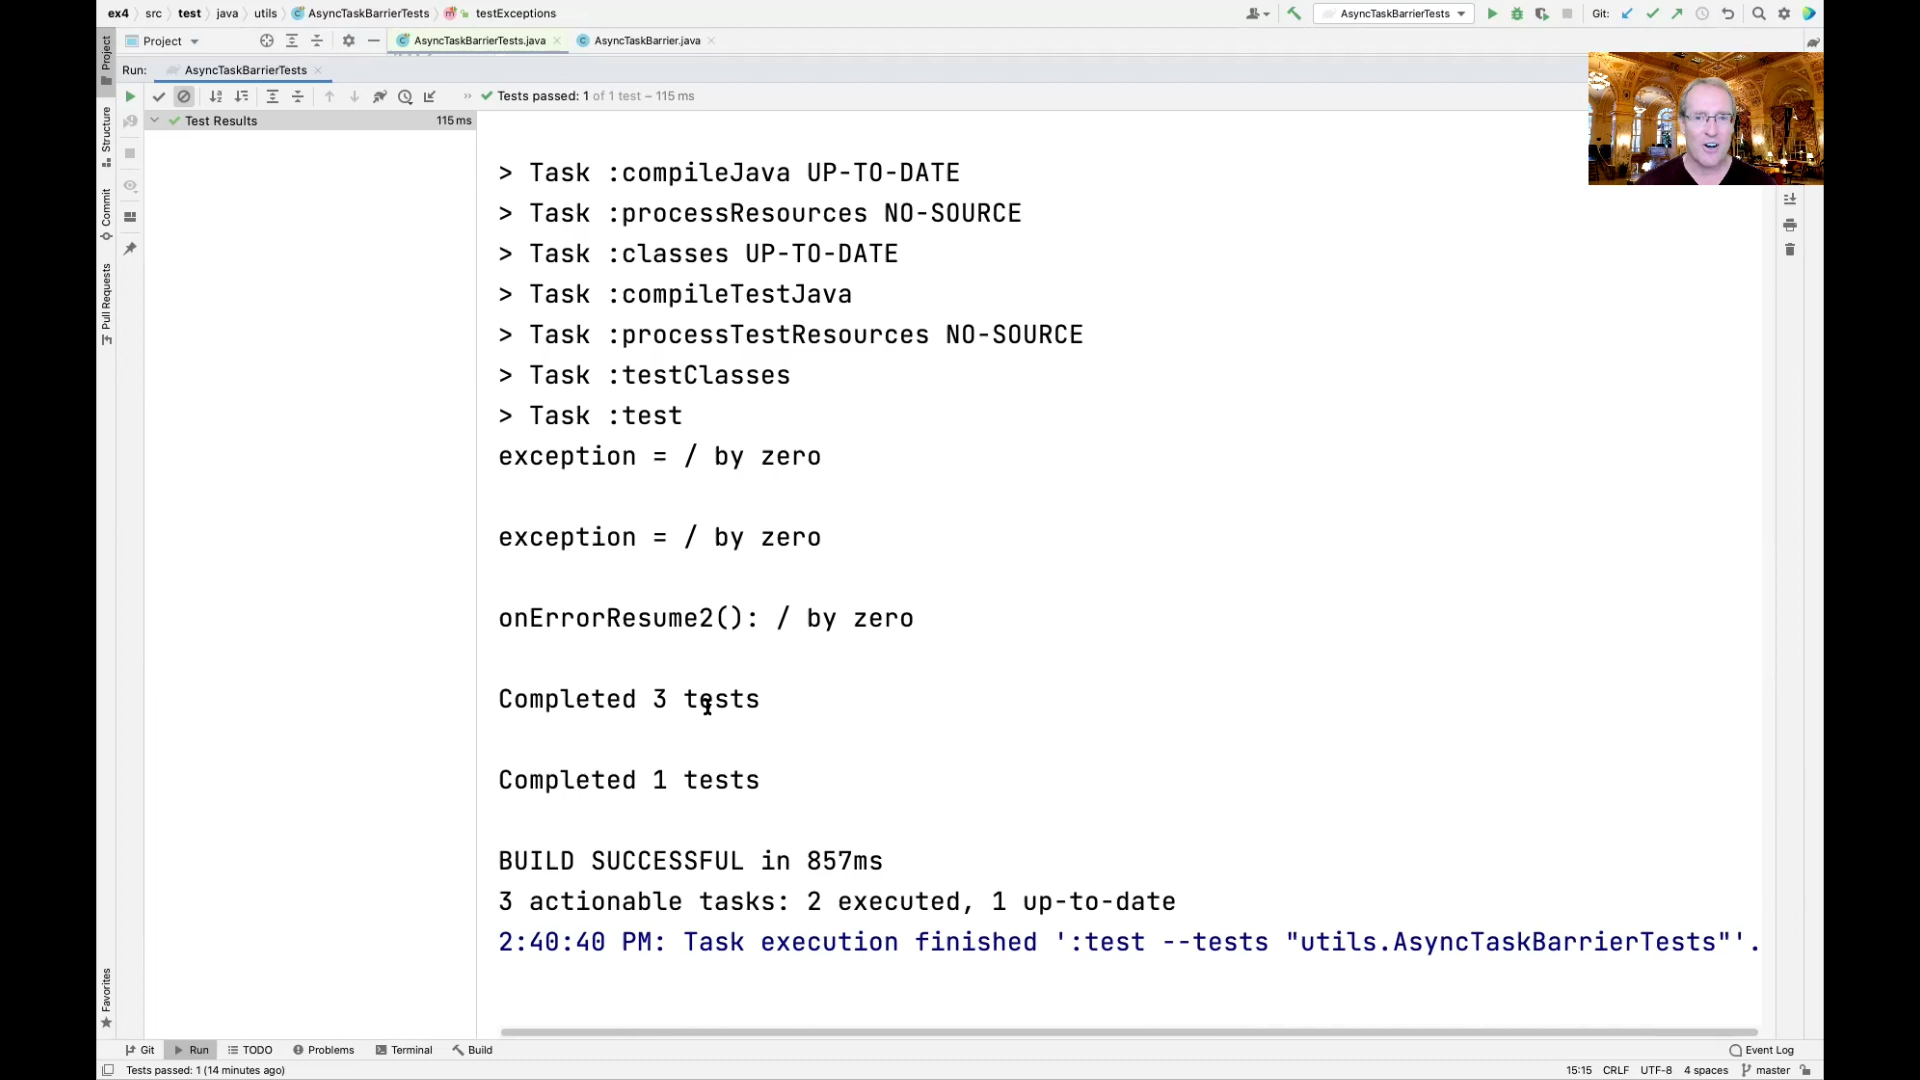 ex4 src test java utils AsyncTaskBarrierTests testExceptions AsyncTaskBarrierTests Git:
Project AsyncTaskBarrierTests.java AsyncTaskBarrier.java
Run: AsyncTaskBarrierTests
Tests passed: 1 of 1 test – 115 ms
Test Results 115 ms
> Task :compileJava UP-TO-DATE
> Task :processResources NO-SOURCE
> Task :classes UP-TO-DATE
> Task :compileTestJava
> Task :processTestResources NO-SOURCE
> Task :testClasses
> Task :test
exception = / by zero
exception = / by zero
onErrorResume2(): / by zero
Completed 3 tests
Completed 1 tests
BUILD SUCCESSFUL in 857ms
3 actionable tasks: 2 executed, 1 up-to-date
2:40:40 PM: Task execution finished ':test --tests "utils.AsyncTaskBarrierTests"'.
Project
Structure
Commit
Pull Requests
Favorites
Git Run TODO Problems Terminal Build Event Log
Tests passed: 1 (14 minutes ago) 15:15 CRLF UTF-8 4 spaces master